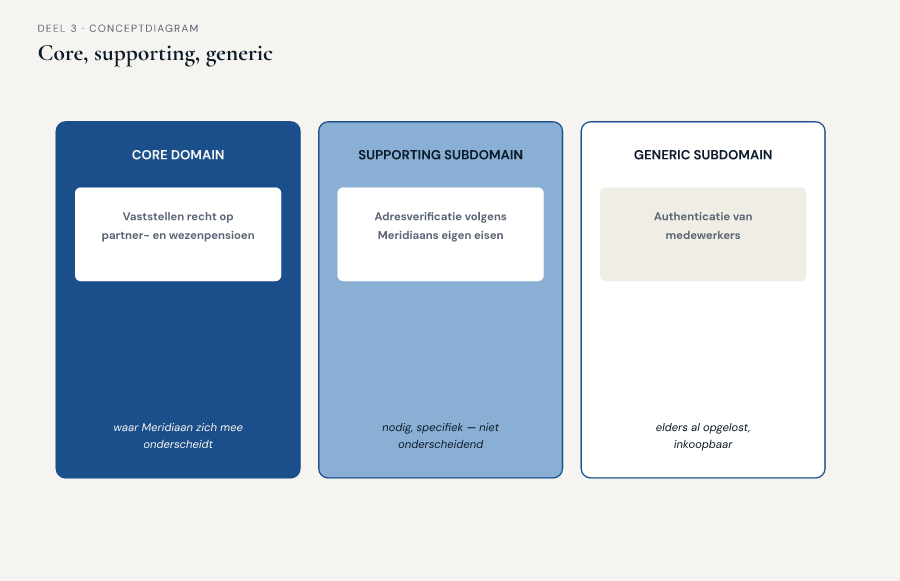 DEEL 3 · CONCEPTDIAGRAM
Core, supporting, generic
CORE DOMAIN
Vaststellen recht op
partner- en wezenpensioen
waar Meridiaan zich mee
onderscheidt
SUPPORTING SUBDOMAIN
Adresverificatie volgens
Meridiaans eigen eisen
nodig, specifiek — niet
onderscheidend
GENERIC SUBDOMAIN
Authenticatie van
medewerkers
elders al opgelost,
inkoopbaar